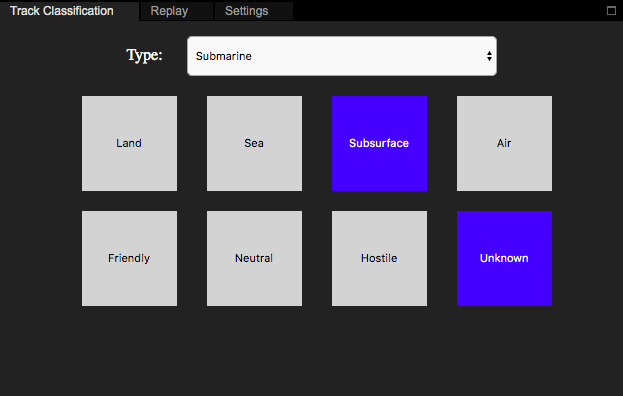 Track Classification Replay Settings
Type: Submarine
Land Sea Subsurface Air
Friendly Neutral Hostile Unknown